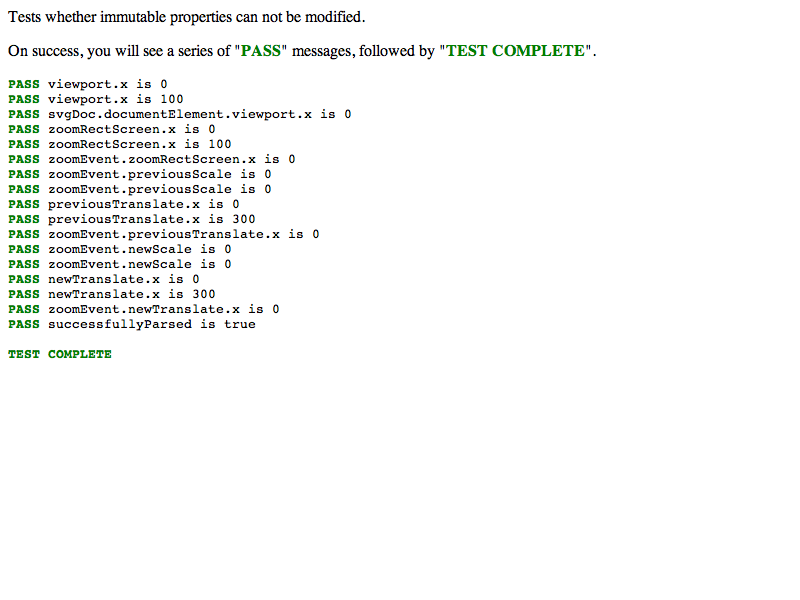 Tests whether immutable properties can not be modified.
On success, you will see a series of "PASS" messages, followed by "TEST COMPLETE".
PASS viewport.x is 0
PASS viewport.x is 100
PASS svgDoc.documentElement.viewport.x is 0
PASS zoomRectScreen.x is 0
PASS zoomRectScreen.x is 100
PASS zoomEvent.zoomRectScreen.x is 0
PASS zoomEvent.previousScale is 0
PASS zoomEvent.previousScale is 0
PASS previousTranslate.x is 0
PASS previousTranslate.x is 300
PASS zoomEvent.previousTranslate.x is 0
PASS zoomEvent.newScale is 0
PASS zoomEvent.newScale is 0
PASS newTranslate.x is 0
PASS newTranslate.x is 300
PASS zoomEvent.newTranslate.x is 0
PASS successfullyParsed is true
TEST COMPLETE